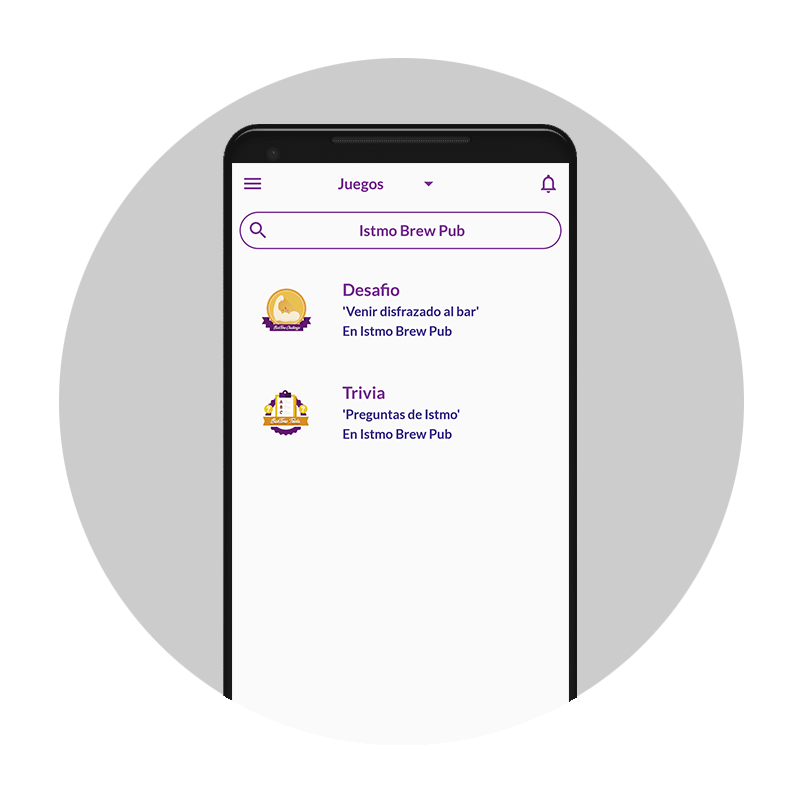 Juegos
Istmo Brew Pub
Desafio
'Venir disfrazado al bar'
En Istmo Brew Pub
A
B
C
Trivia
'Preguntas de Istmo'
En Istmo Brew Pub